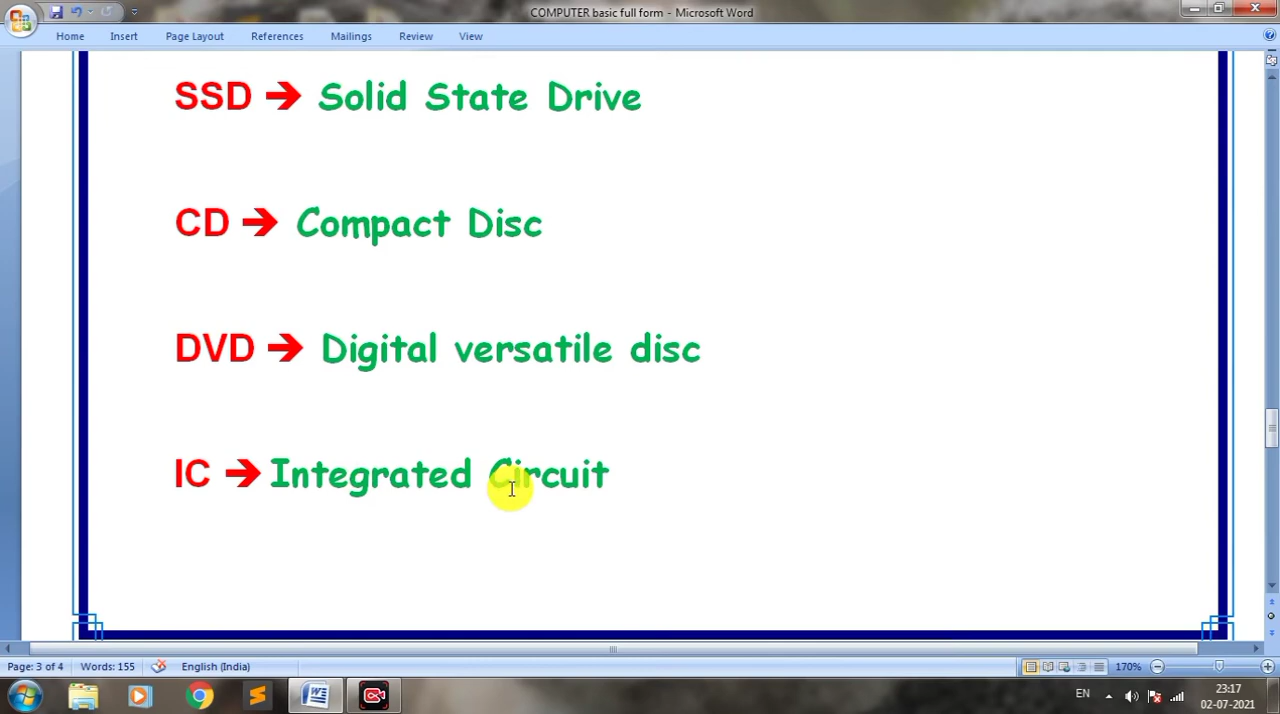 COMPUTER basic full form - Microsoft Word
Home Insert Page Layout References Mailings Review View
SSD ➔ Solid State Drive
CD ➔ Compact Disc
DVD ➔ Digital versatile disc
IC ➔ Integrated Circuit
Page: 3 of 4 Words: 155 English (India) 170%
EN 23:17
02-07-2021